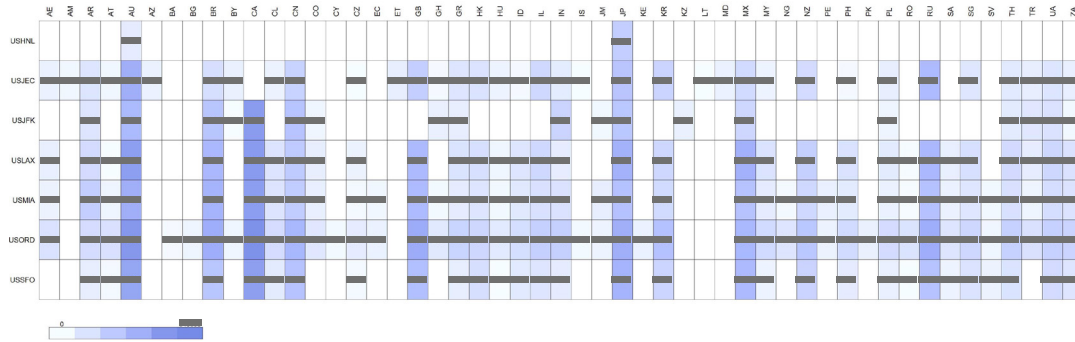 AE AM AR AT AU AZ BA BG BR BY CA CL CN CO CY CZ EC ET GB GH GR HK HU ID IL IN IS JM JP KE KR KZ LT MD MX MY NG NZ PE PH PK PL RO RU SA SG SV TH TR UA ZA
USHNL
USJEC
USJFK
USLAX
USMIA
USORD
USSFO
0